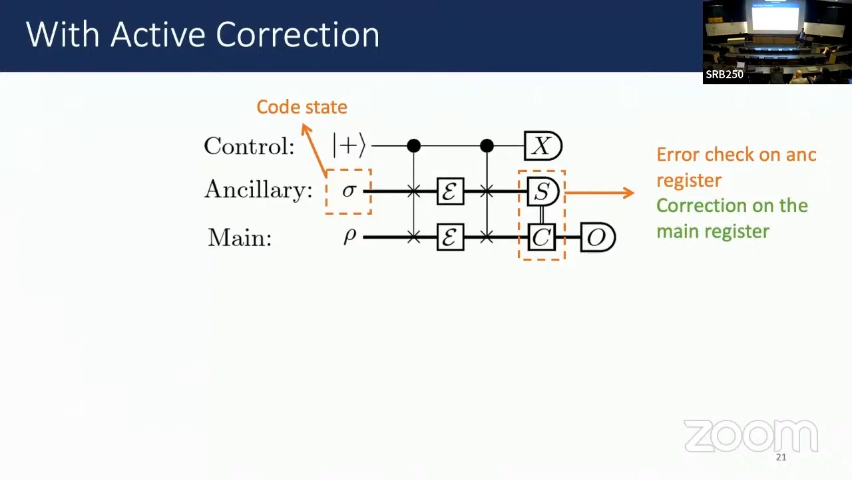 With Active Correction
SRB250
Code state
Control: |+⟩ X
Ancillary: σ ℰ S
Main: ρ ℰ C O
Error check on anc
register
Correction on the
main register
zoom
21